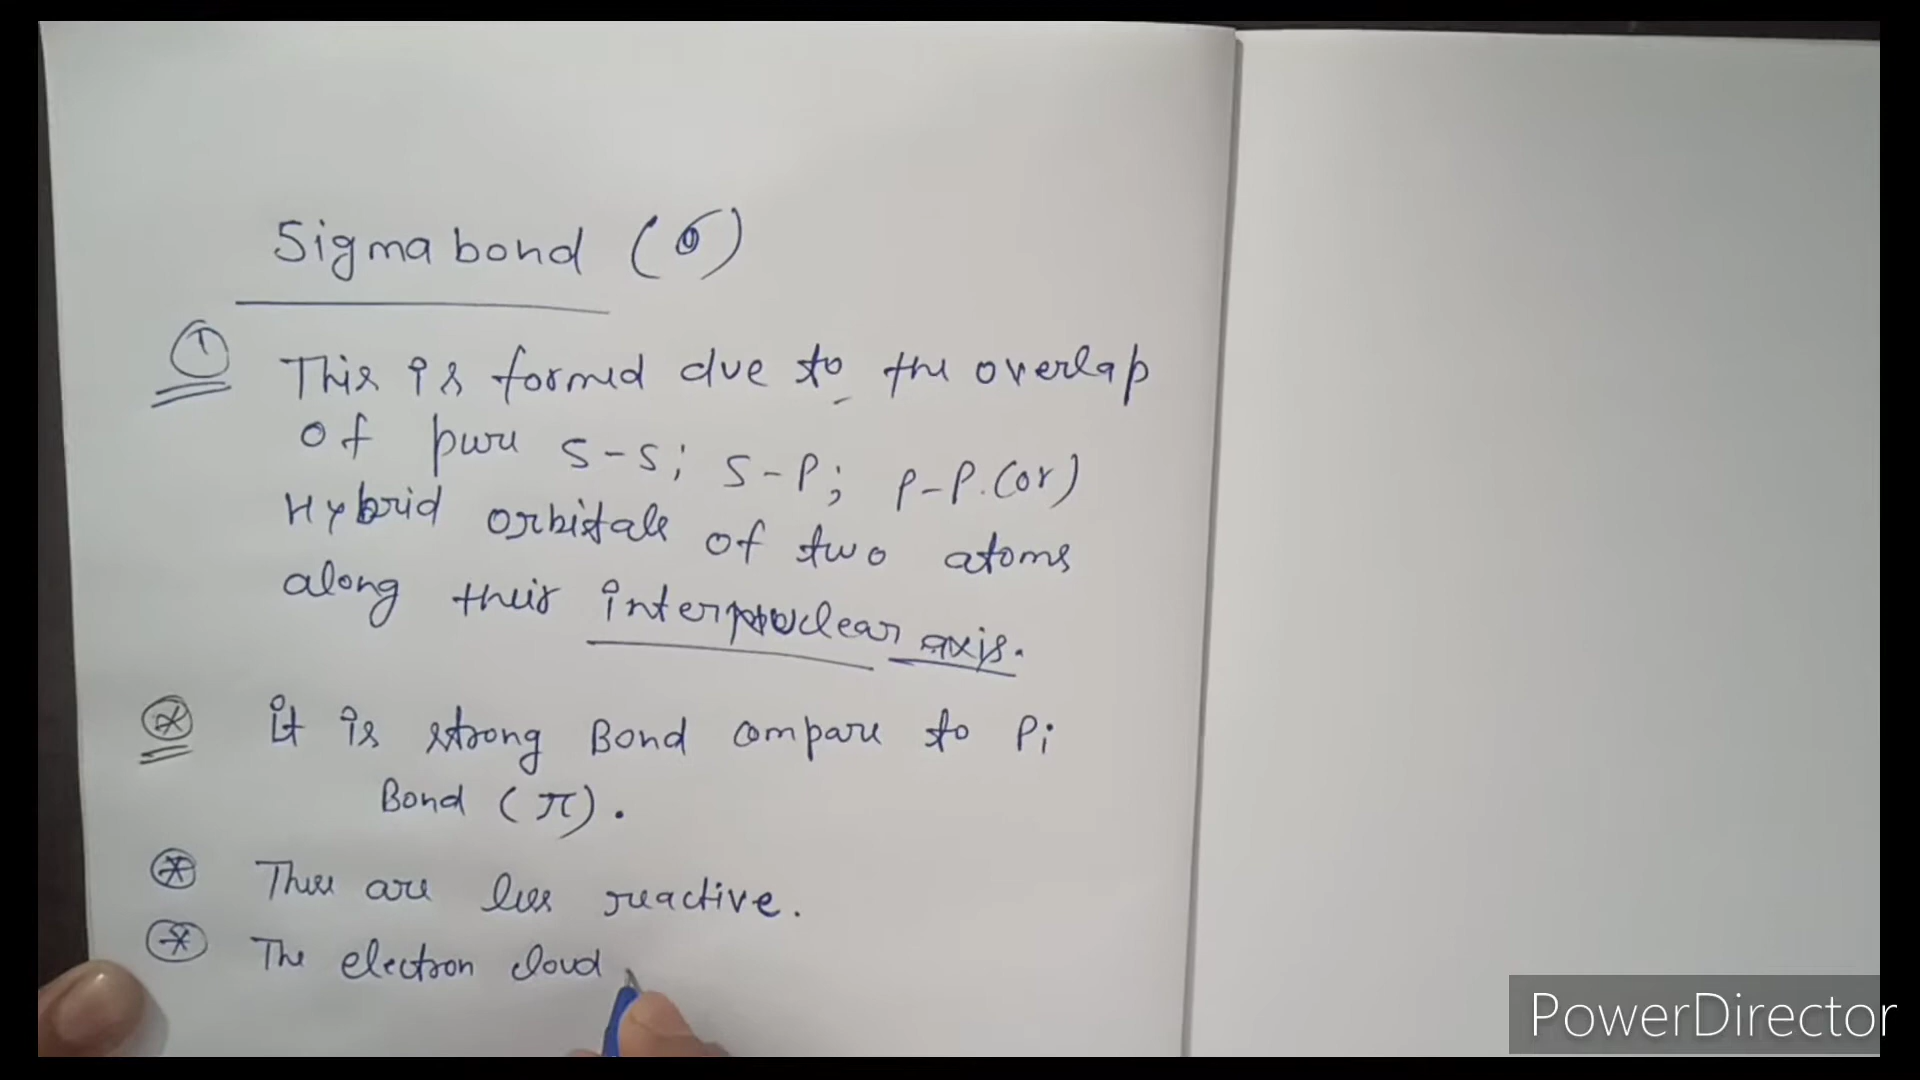 Sigma bond (σ)
① This is formed due to the overlap
of pure s-s; s-p; p-p. (or)
Hybrid orbitals of two atoms
along their internuclear axis.
It is strong Bond compare to Pi
Bond (π).
These are less reactive.
The electron cloud
PowerDirector